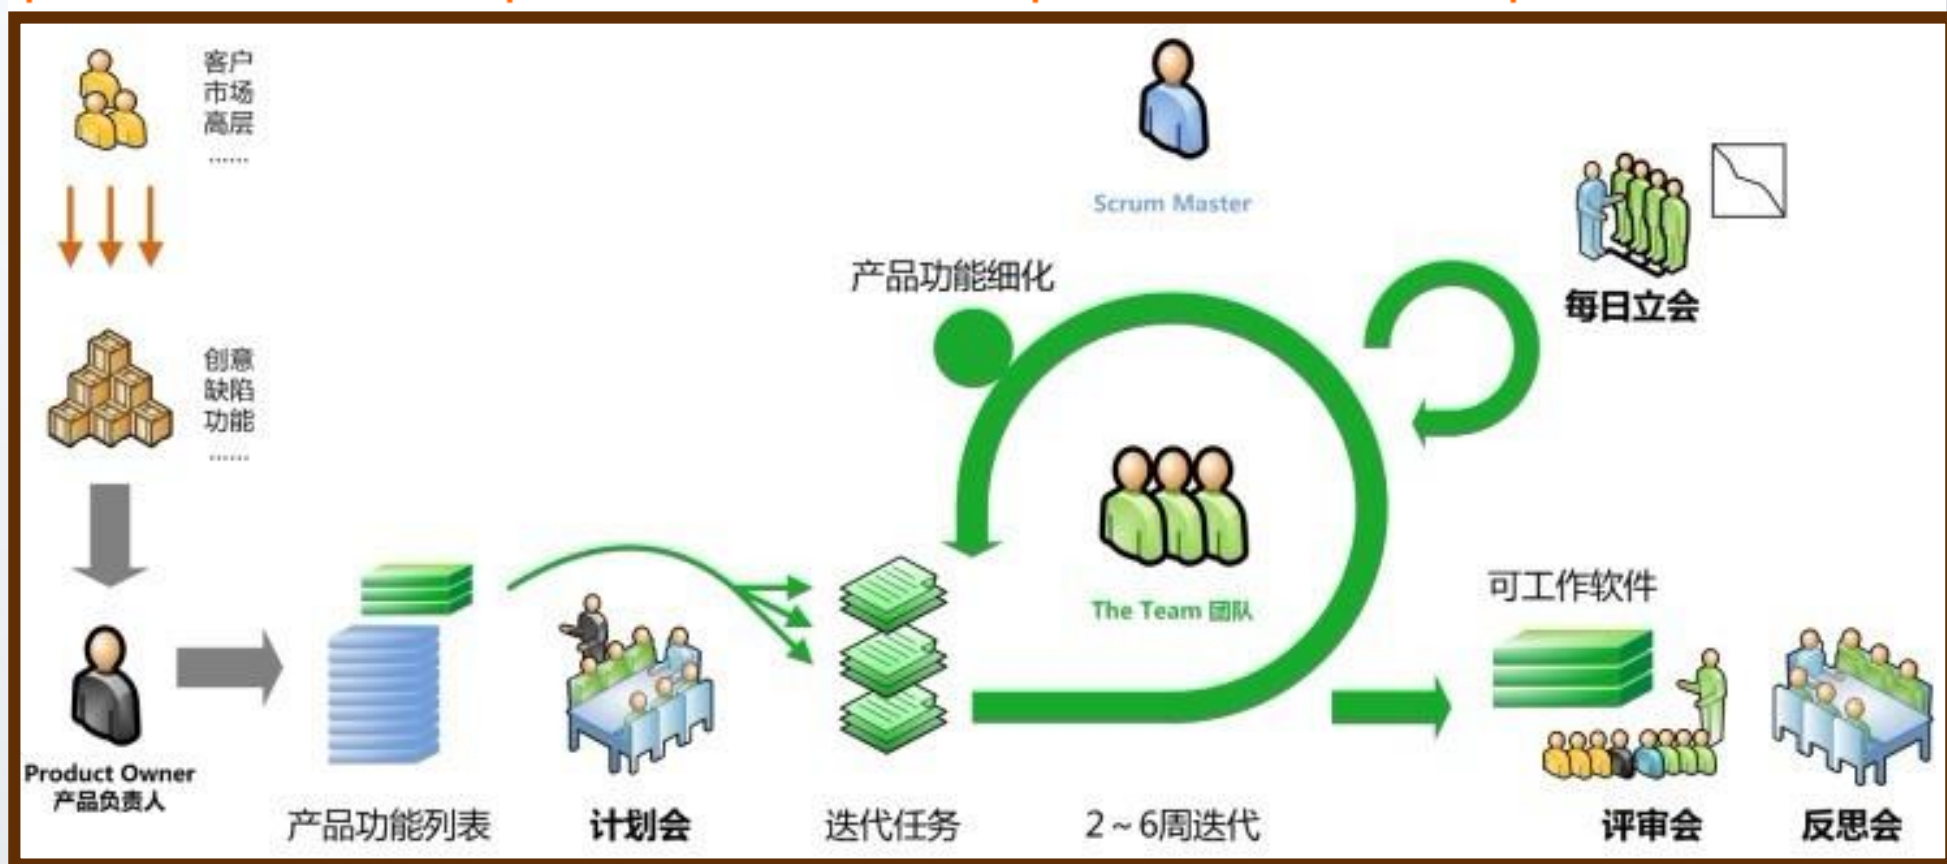 客户
市场
高层
......
Scrum Master
产品功能细化
每日立会
创意
缺陷
功能
......
The Team 团队
可工作软件
Product Owner
产品负责人
产品功能列表
计划会
迭代任务
2～6周迭代
评审会
反思会